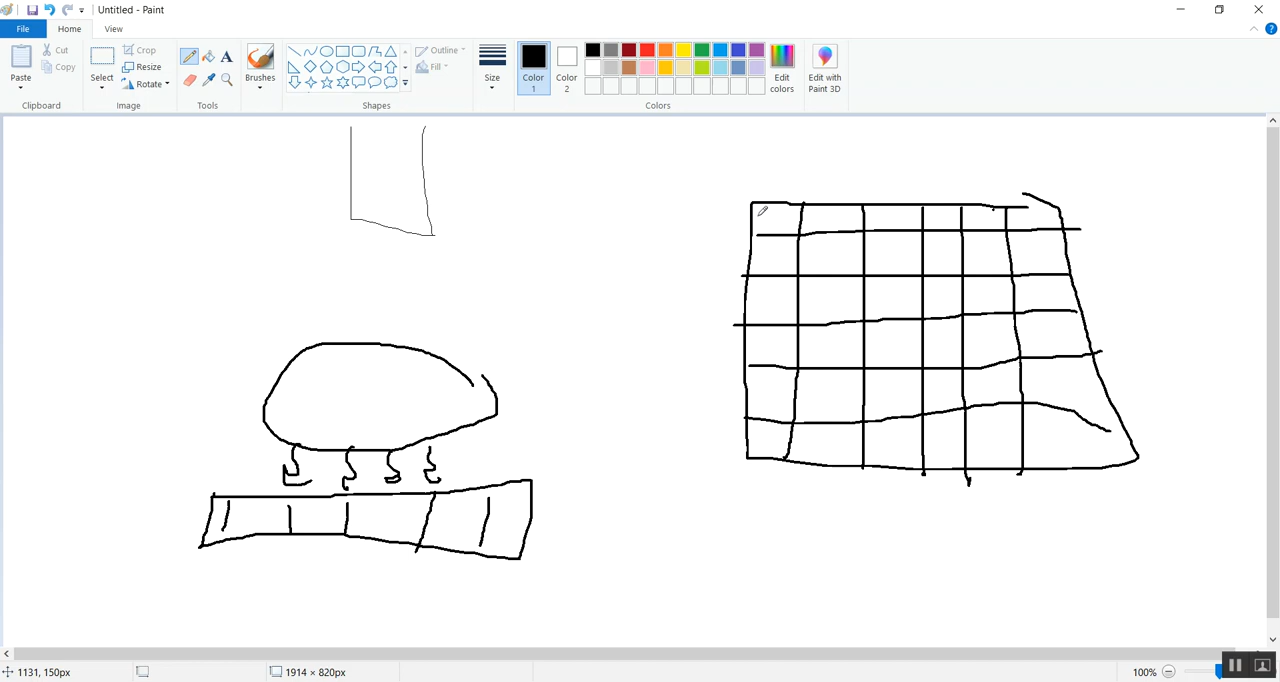 Untitled - Paint
File
Home
View
Paste
Cut
Copy
Clipboard
Select
Crop
Resize
Rotate
Image
Tools
Brushes
Shapes
Outline
Fill
Size
Color
1
Color
2
Colors
Edit
colors
Edit with
Paint 3D
1131, 150px
1914 × 820px
100%